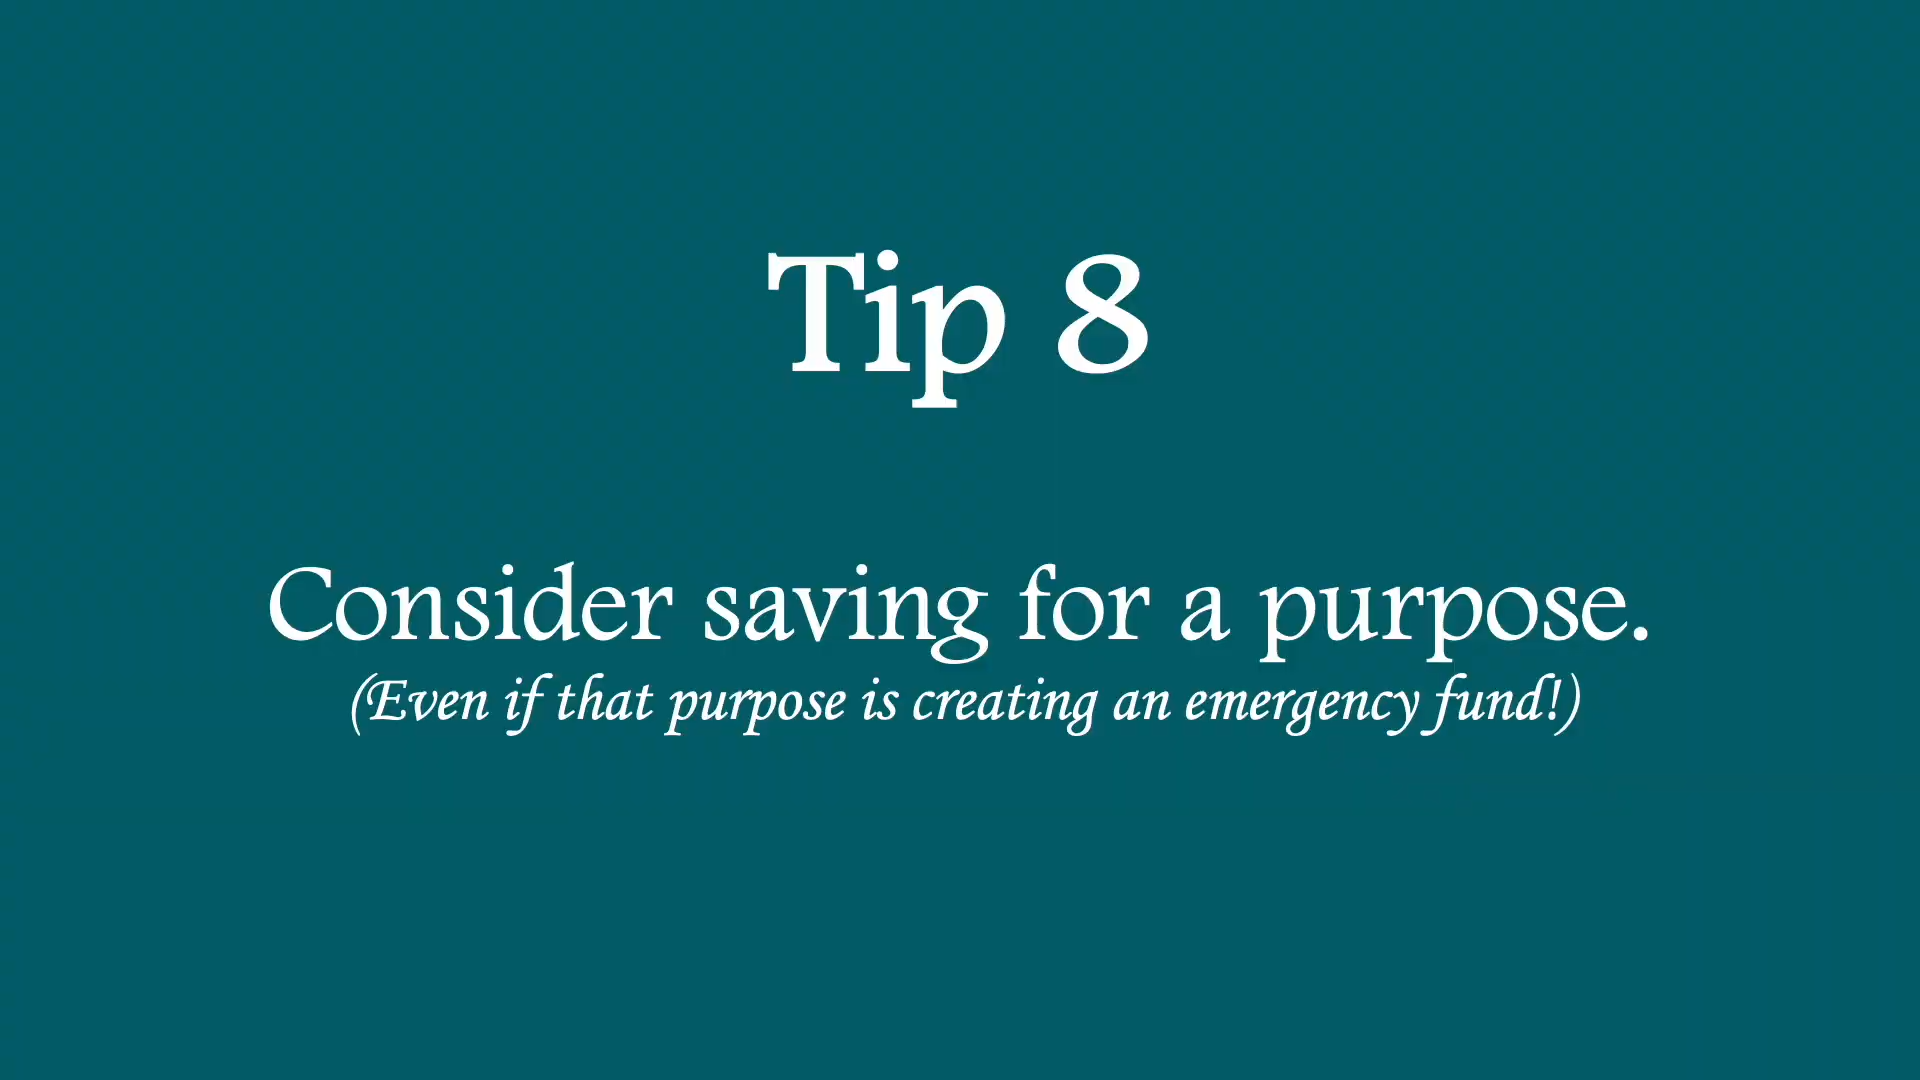 Tip 8
Consider saving for a purpose.
(Even if that purpose is creating an emergency fund!)